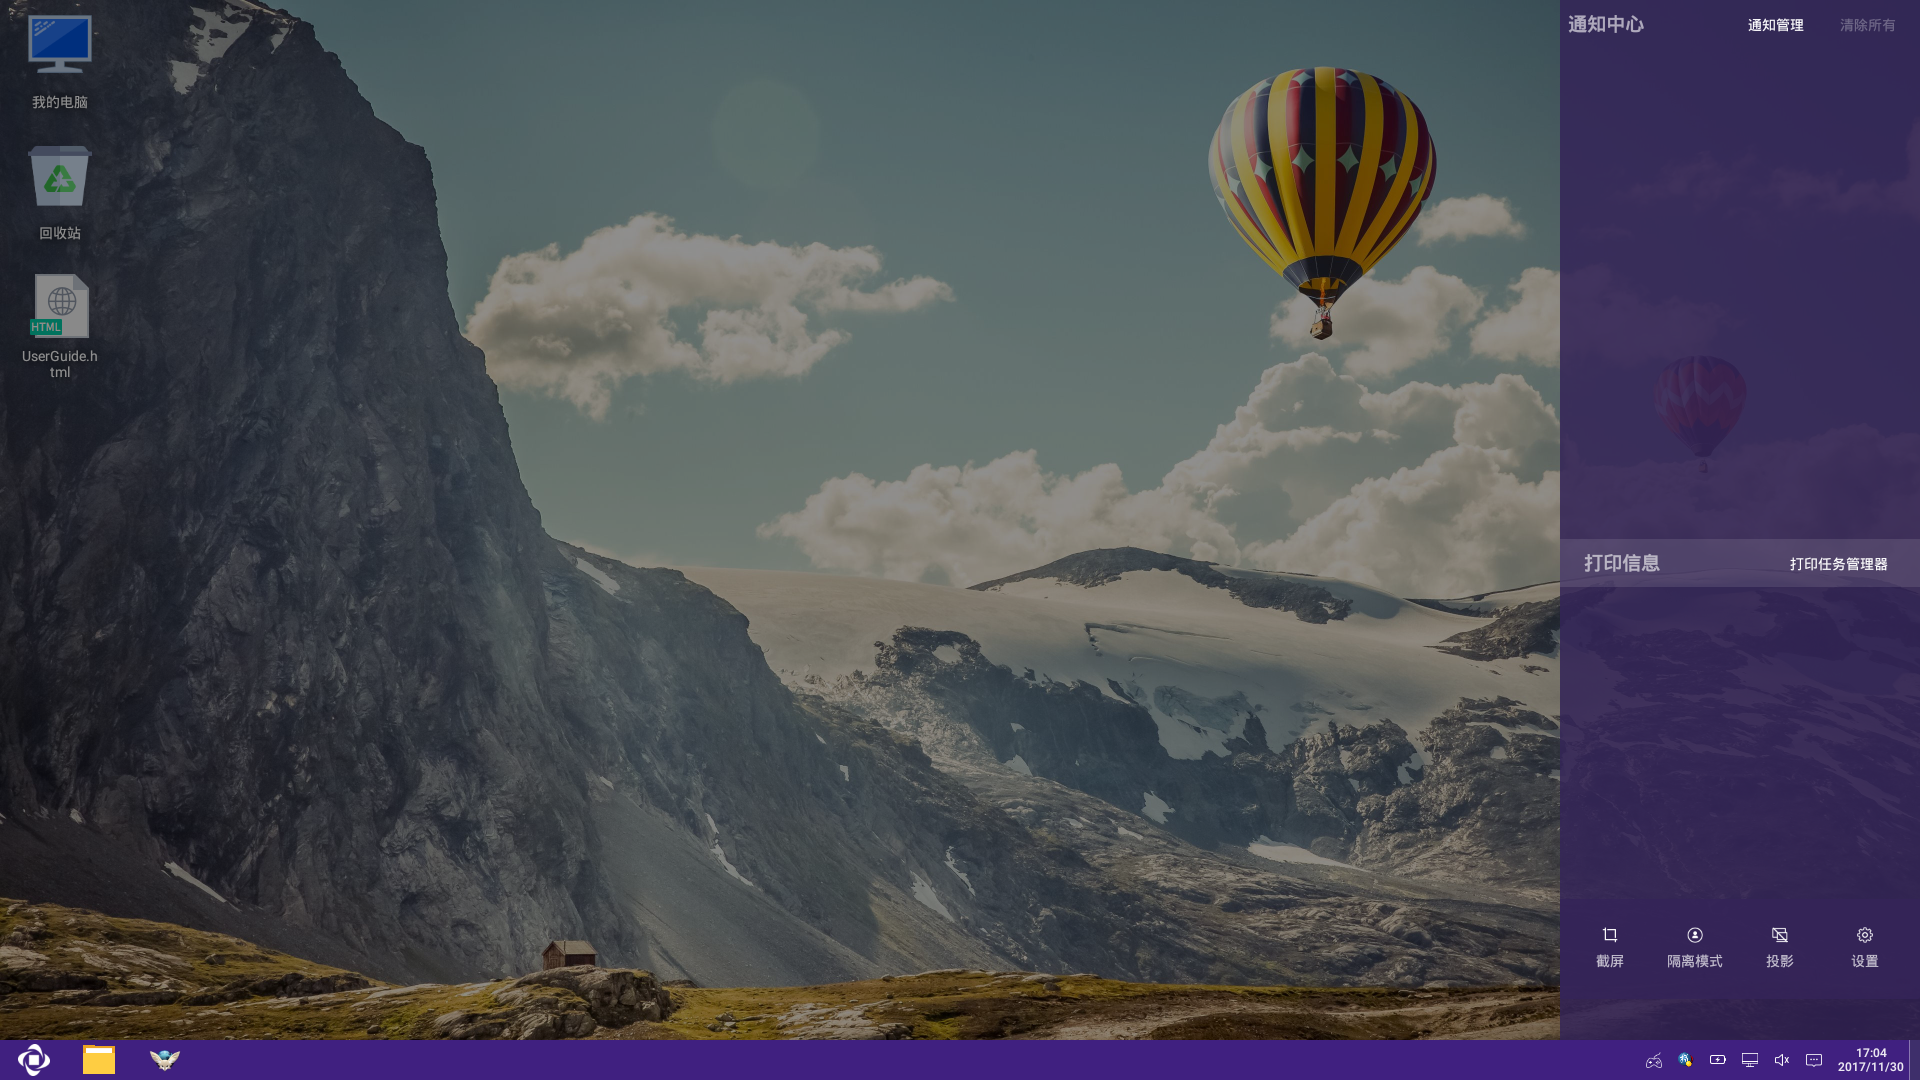 我的电脑
回收站
HTML
UserGuide.h
tml
通知中心
通知管理
清除所有
打印信息
打印任务管理器
截屏
隔离模式
投影
设置
17:04
2017/11/30